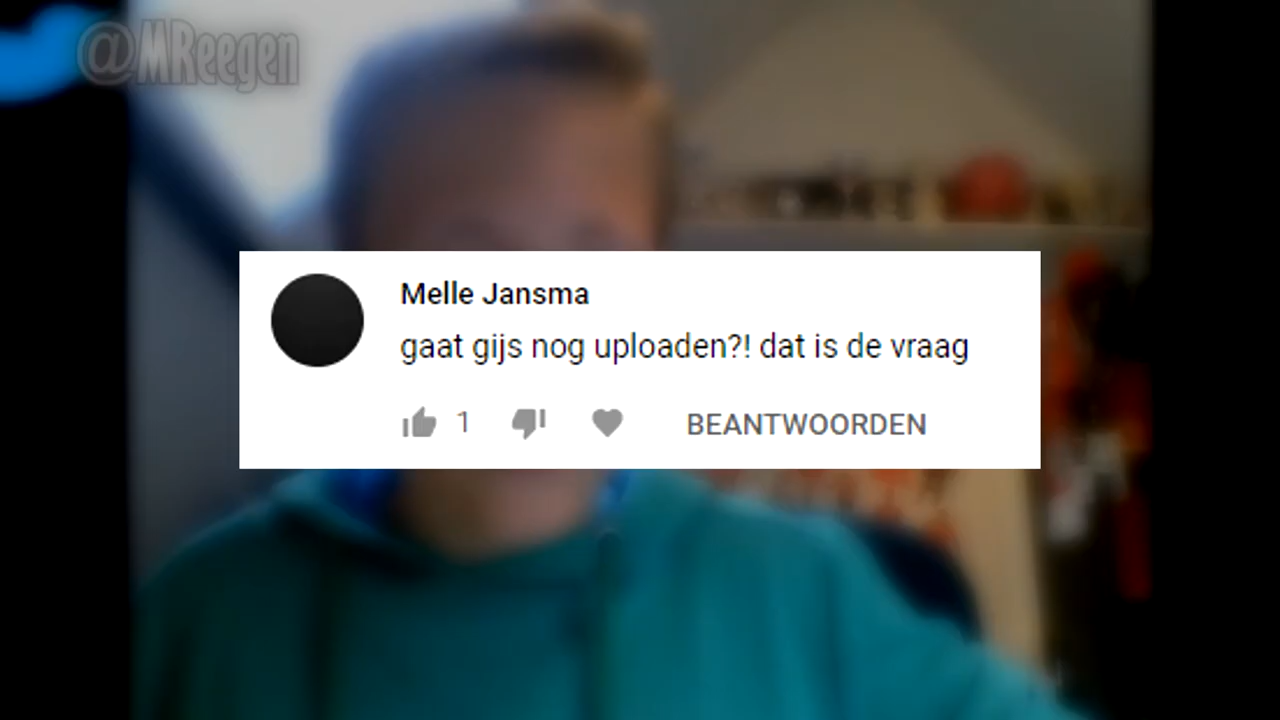 @MReegen
Melle Jansma
gaat gijs nog uploaden?! dat is de vraag
1
BEANTWOORDEN